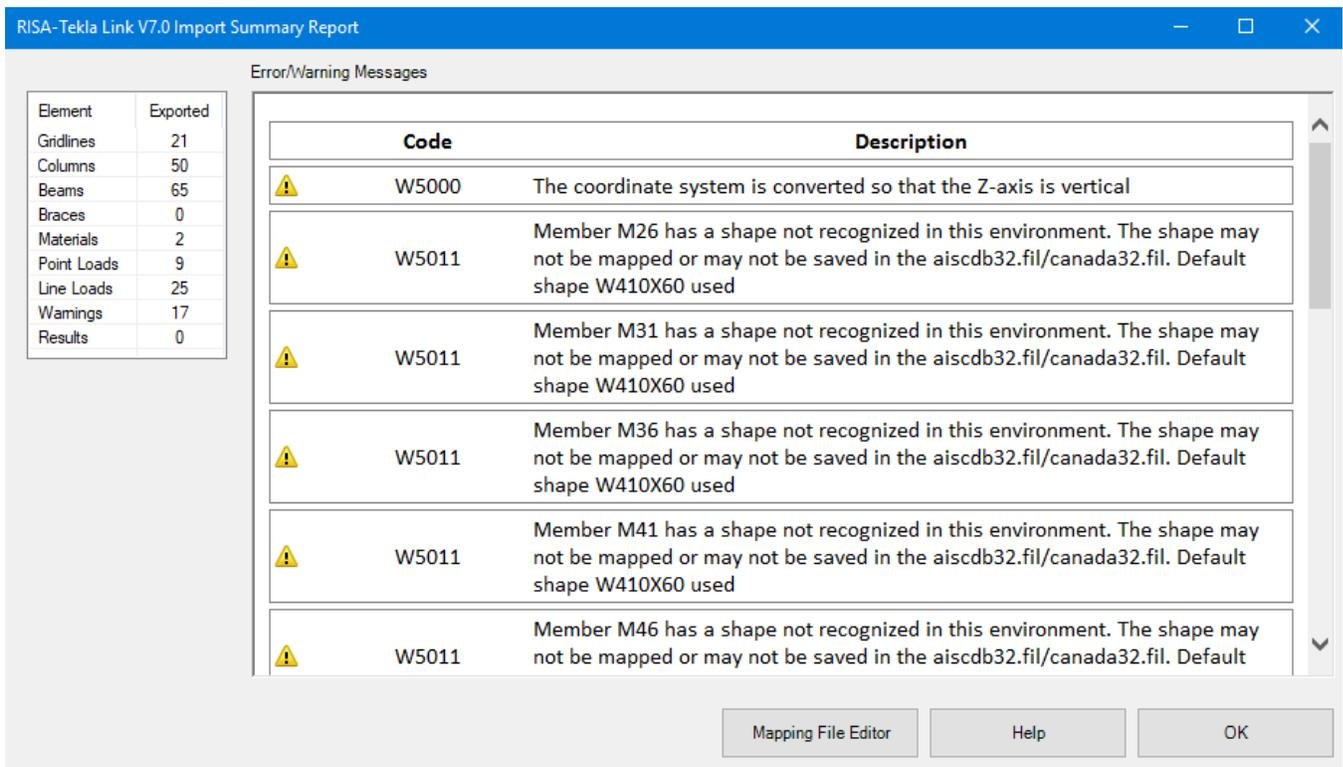 RISA-Tekla Link V7.0 Import Summary Report
Error/Warning Messages
Element Exported
Gridlines 21
Columns 50
Beams 65
Braces 0
Materials 2
Point Loads 9
Line Loads 25
Warnings 17
Results 0
Code Description
W5000 The coordinate system is converted so that the Z-axis is vertical
Member M26 has a shape not recognized in this environment. The shape may
W5011 not be mapped or may not be saved in the aiscdb32.fil/canada32.fil. Default
shape W410X60 used
Member M31 has a shape not recognized in this environment. The shape may
W5011 not be mapped or may not be saved in the aiscdb32.fil/canada32.fil. Default
shape W410X60 used
Member M36 has a shape not recognized in this environment. The shape may
W5011 not be mapped or may not be saved in the aiscdb32.fil/canada32.fil. Default
shape W410X60 used
Member M41 has a shape not recognized in this environment. The shape may
W5011 not be mapped or may not be saved in the aiscdb32.fil/canada32.fil. Default
shape W410X60 used
Member M46 has a shape not recognized in this environment. The shape may
W5011 not be mapped or may not be saved in the aiscdb32.fil/canada32.fil. Default
Mapping File Editor Help OK